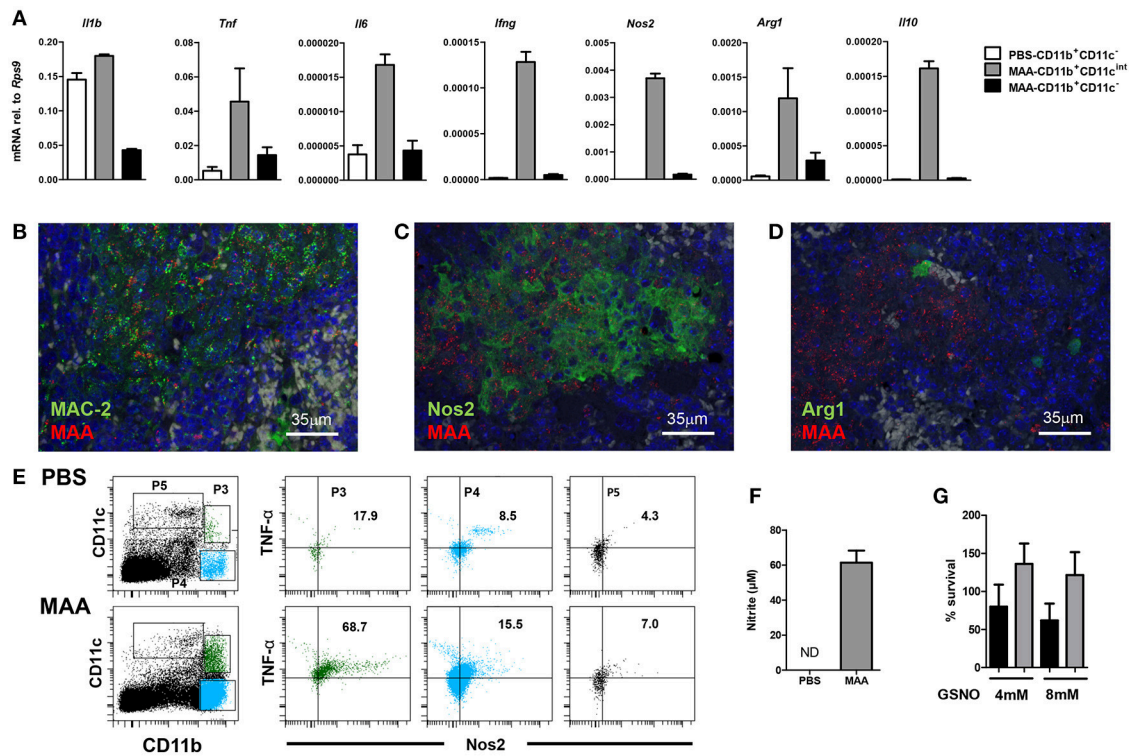 A
Il1b
Tnf
Il6
Ifng
Nos2
Arg1
Il10
mRNA rel. to Rps9
0.20
0.15
0.10
0.05
0.00
0.08
0.06
0.04
0.02
0.00
0.000020
0.000015
0.000010
0.000005
0.000000
0.00015
0.00010
0.00005
0.00000
0.005
0.004
0.003
0.002
0.001
0.000
0.0020
0.0015
0.0010
0.0005
0.0000
0.00020
0.00015
0.00010
0.00005
0.00000
PBS-CD11b+CD11c-
MAA-CD11b+CD11cint
MAA-CD11b+CD11c-
B
MAC-2
MAA
35µm
C
Nos2
MAA
35µm
D
Arg1
MAA
35µm
E
PBS
CD11c
P5
P3
P4
TNF-α
P3
17.9
P4
8.5
P5
4.3
MAA
CD11c
TNF-α
68.7
15.5
7.0
CD11b
Nos2
F
Nitrite (µM)
80
60
40
20
0
ND
PBS
MAA
G
% survival
200
150
100
50
0
GSNO
4mM
8mM